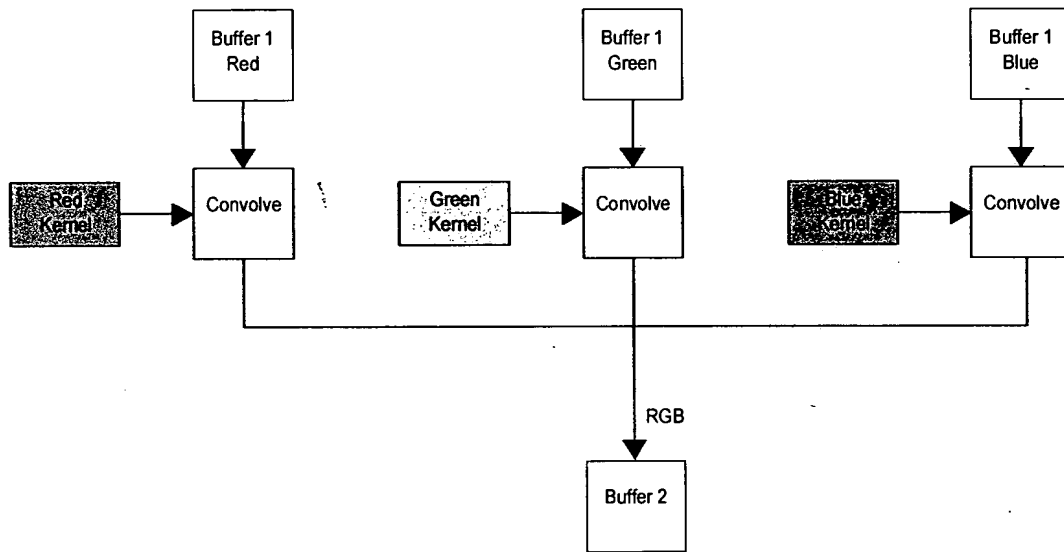 Buffer 1
Red
Buffer 1
Green
Buffer 1
Blue
Red
Kernel
Convolve
Green
Kernel
Convolve
Blue
Kernel
Convolve
RGB
Buffer 2